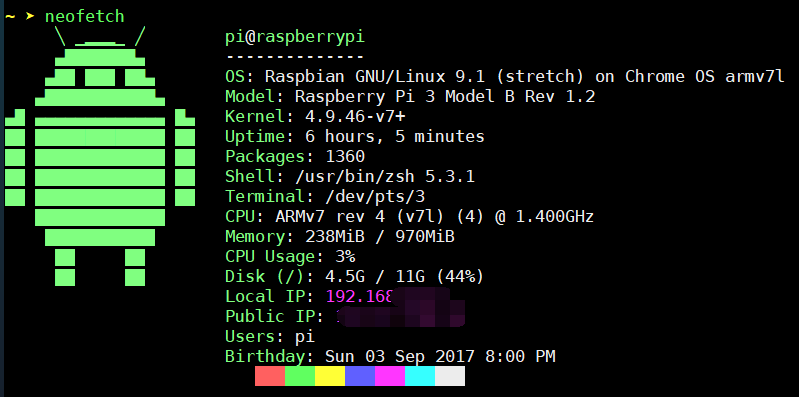 ~ ➤ neofetch
pi@raspberrypi
--------------
OS: Raspbian GNU/Linux 9.1 (stretch) on Chrome OS armv7l
Model: Raspberry Pi 3 Model B Rev 1.2
Kernel: 4.9.46-v7+
Uptime: 6 hours, 5 minutes
Packages: 1360
Shell: /usr/bin/zsh 5.3.1
Terminal: /dev/pts/3
CPU: ARMv7 rev 4 (v7l) (4) @ 1.400GHz
Memory: 238MiB / 970MiB
CPU Usage: 3%
Disk (/): 4.5G / 11G (44%)
Local IP: 192.168
Public IP:
Users: pi
Birthday: Sun 03 Sep 2017 8:00 PM